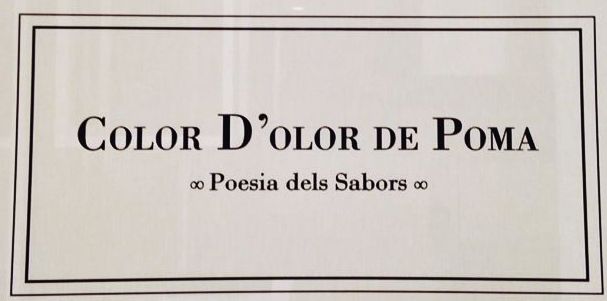 Color D’olor de Poma
∞ Poesia dels Sabors ∞